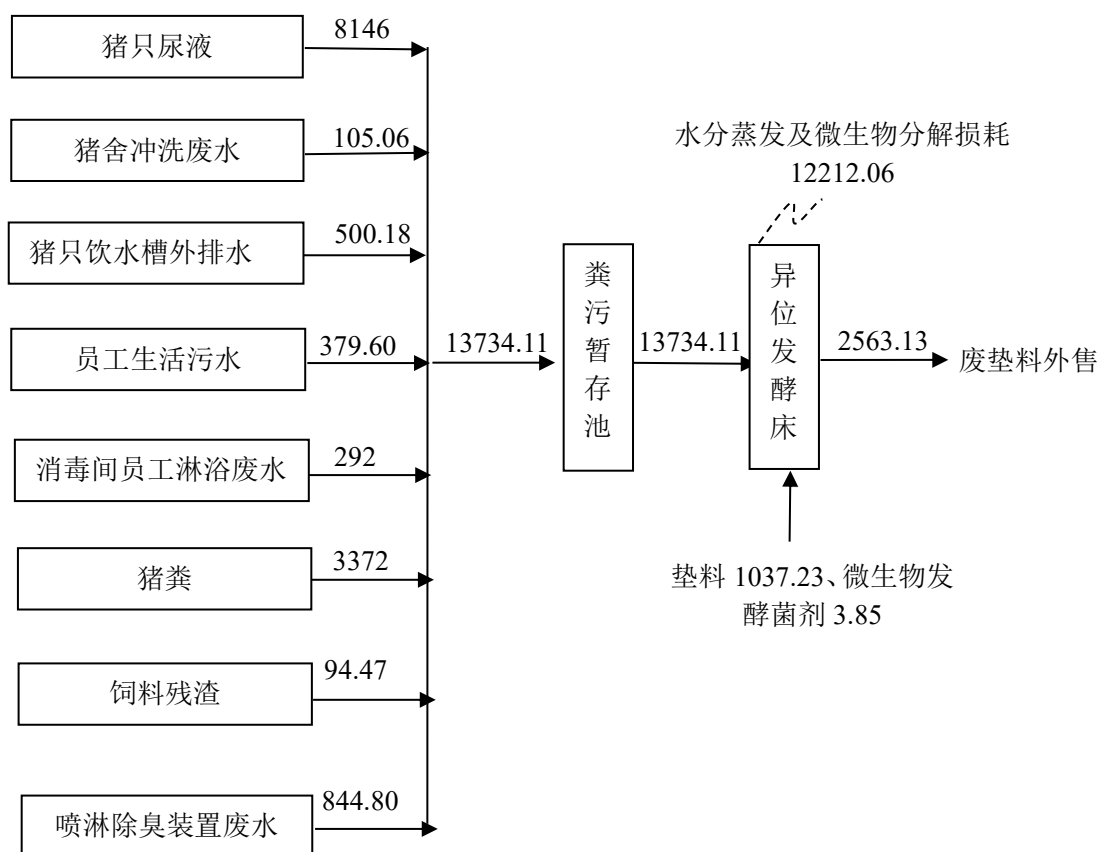 猪只尿液
8146
猪舍冲洗废水
105.06
猪只饮水槽外排水
500.18
员工生活污水
379.60
消毒间员工淋浴废水
292
猪粪
3372
饲料残渣
94.47
喷淋除臭装置废水
844.80
13734.11
粪污暂存池
13734.11
水分蒸发及微生物分解损耗
12212.06
异位发酵床
2563.13
废垫料外售
垫料 1037.23、微生物发
酵菌剂 3.85